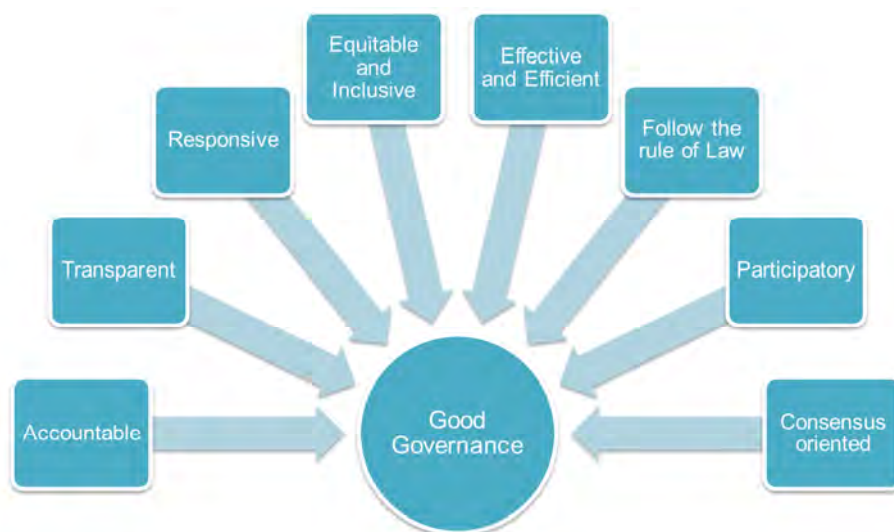 Equitable
and
Inclusive
Effective
and Efficient
Responsive
Follow the
rule of Law
Transparent
Participatory
Accountable
Good
Governance
Consensus
oriented